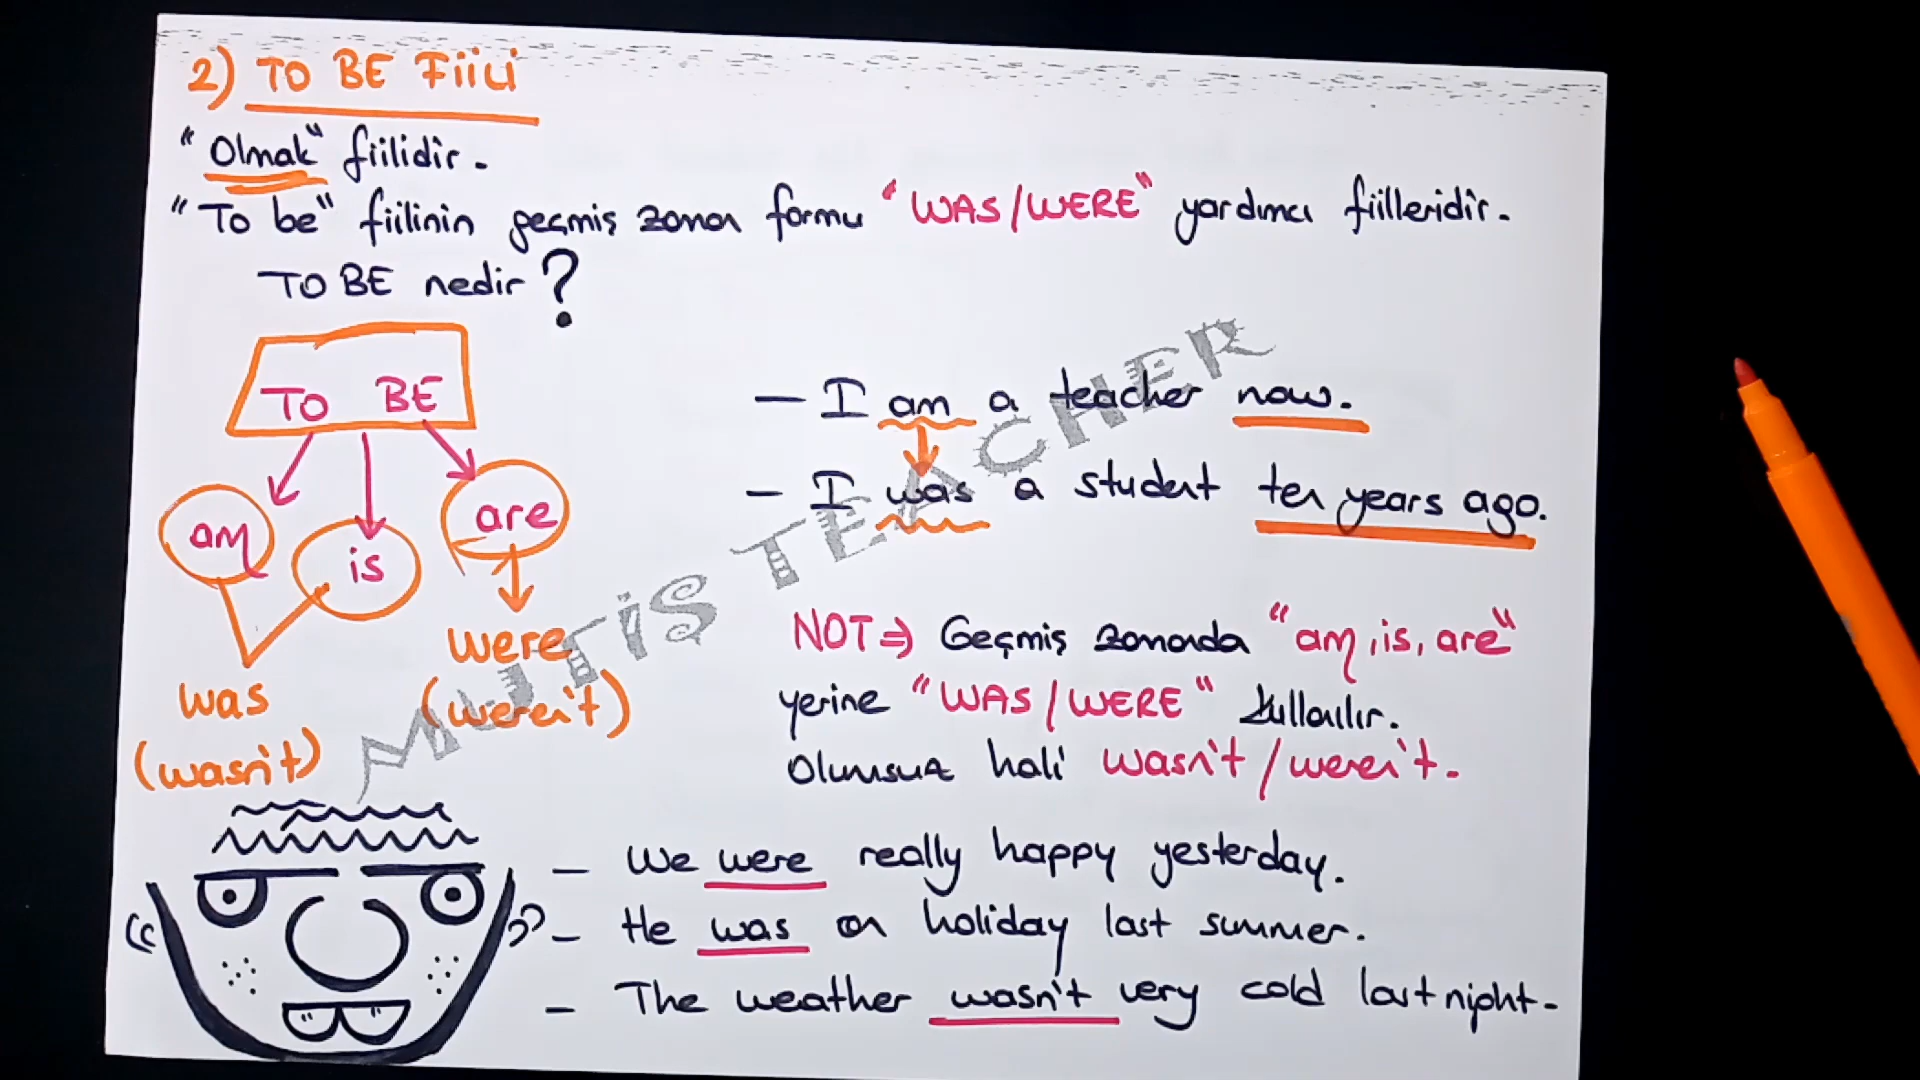 2) TO BE Fiili
"Olmak" fiilidir.
"To be" fiilinin geçmiş zaman formu "WAS/WERE" yardımcı fiilleridir.
TO BE nedir?
TO BE
am
is
are
was
(wasn't)
were
(weren't)
- I am a teacher now.
- I was a student ten years ago.
NOT⇒ Geçmiş zamanda "am, is, are"
yerine "WAS/WERE" kullanılır.
Olumsuz hali wasn't/weren't.
- We were really happy yesterday.
- He was on holiday last summer.
- The weather wasn't very cold last night.
MUTİS TEACHER